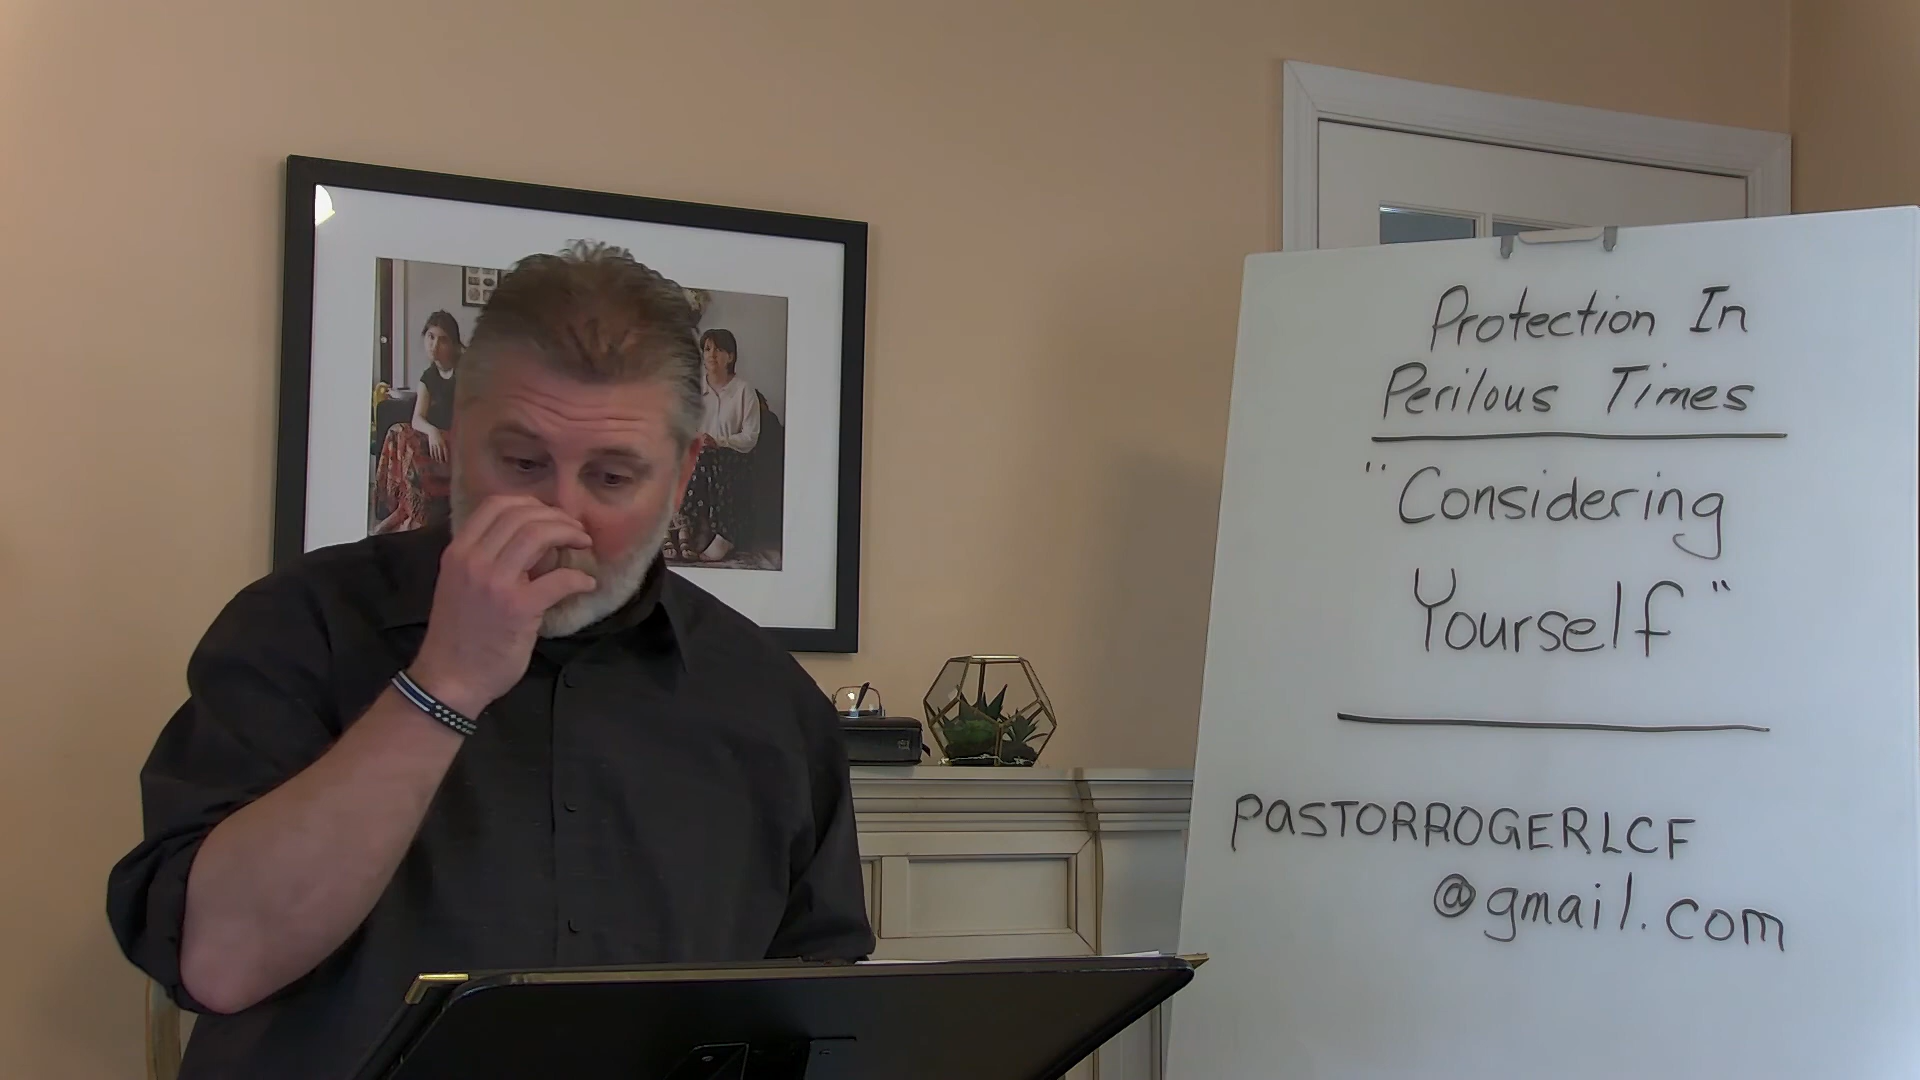 Protection In
Perilous Times
"Considering
Yourself"
PASTORROGERLCF
@gmail.com